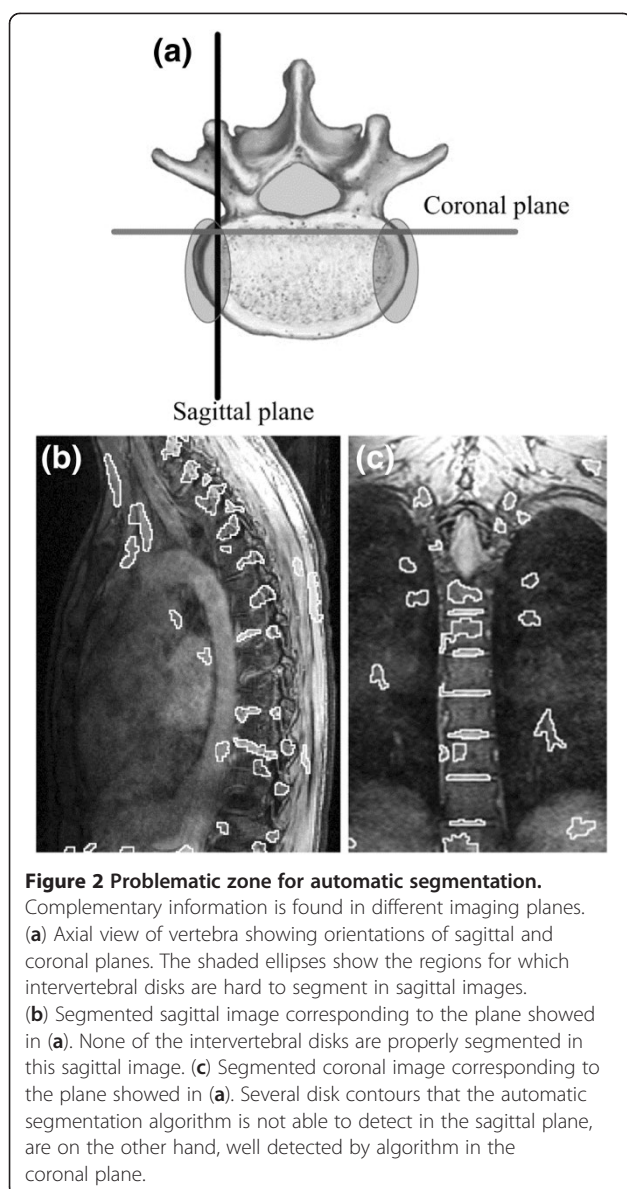 (a)
Coronal plane
Sagittal plane
(b)
(c)
Figure 2 Problematic zone for automatic segmentation.
Complementary information is found in different imaging planes.
(a) Axial view of vertebra showing orientations of sagittal and
coronal planes. The shaded ellipses show the regions for which
intervertebral disks are hard to segment in sagittal images.
(b) Segmented sagittal image corresponding to the plane showed
in (a). None of the intervertebral disks are properly segmented in
this sagittal image. (c) Segmented coronal image corresponding to
the plane showed in (a). Several disk contours that the automatic
segmentation algorithm is not able to detect in the sagittal plane,
are on the other hand, well detected by algorithm in the
coronal plane.